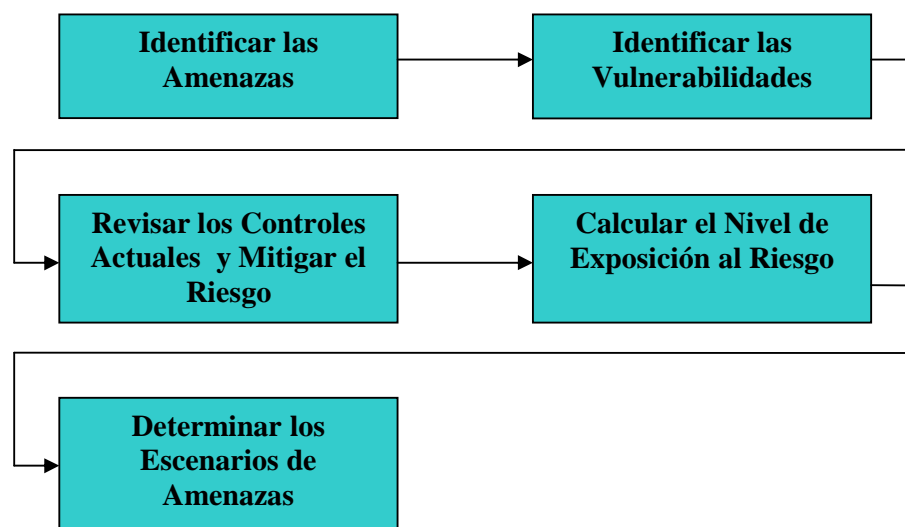 Identificar las
Amenazas
Identificar las
Vulnerabilidades
Revisar los Controles
Actuales y Mitigar el
Riesgo
Calcular el Nivel de
Exposición al Riesgo
Determinar los
Escenarios de
Amenazas